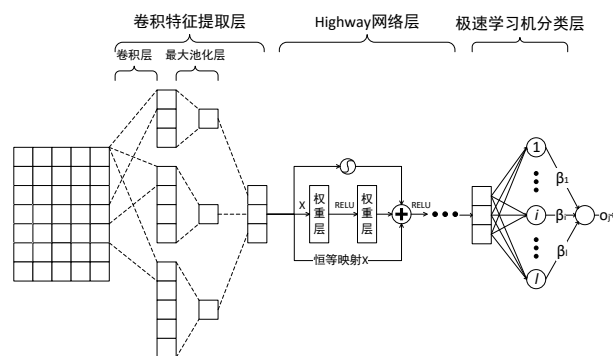 卷积特征提取层
Highway网络层
极速学习机分类层
卷积层
最大池化层
X
权重层
RELU
权重层
RELU
恒等映射X
1
i
l
β1
βi
βl
oj